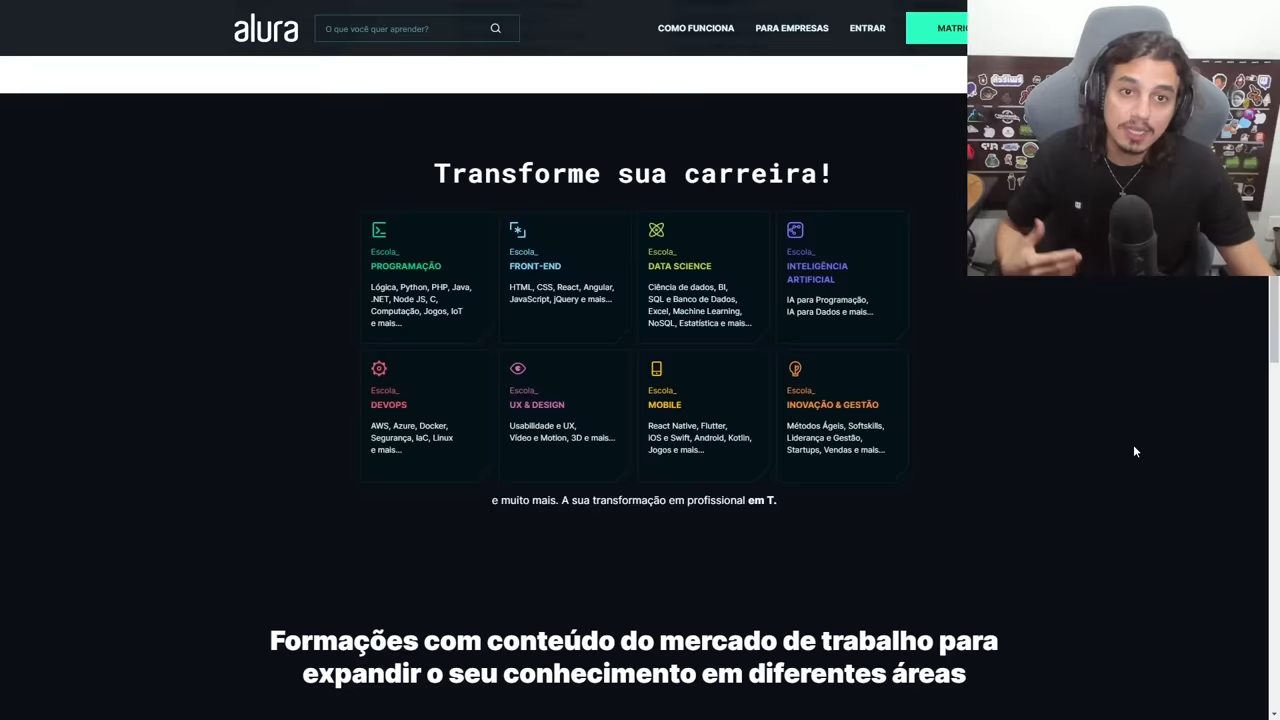 alura
O que você quer aprender?
COMO FUNCIONA
PARA EMPRESAS
ENTRAR
Transforme sua carreira!
Escola_
PROGRAMAÇÃO
Lógica, Python, PHP, Java,
.NET, Node JS, C,
Computação, Jogos, IoT
e mais...
Escola_
FRONT-END
HTML, CSS, React, Angular,
JavaScript, jQuery e mais...
Escola_
DATA SCIENCE
Ciência de dados, BI,
SQL e Banco de Dados,
Excel, Machine Learning,
NoSQL, Estatística e mais...
Escola_
INTELIGÊNCIA
ARTIFICIAL
IA para Programação,
IA para Dados e mais...
Escola_
DEVOPS
AWS, Azure, Docker,
Segurança, IaC, Linux
e mais...
Escola_
UX & DESIGN
Usabilidade e UX,
Vídeo e Motion, 3D e mais...
Escola_
MOBILE
React Native, Flutter,
iOS e Swift, Android, Kotlin,
Jogos e mais...
Escola_
INOVAÇÃO & GESTÃO
Métodos Ágeis, Softskills,
Liderança e Gestão,
Startups, Vendas e mais...
e muito mais. A sua transformação em profissional em T.
Formações com conteúdo do mercado de trabalho para
expandir o seu conhecimento em diferentes áreas